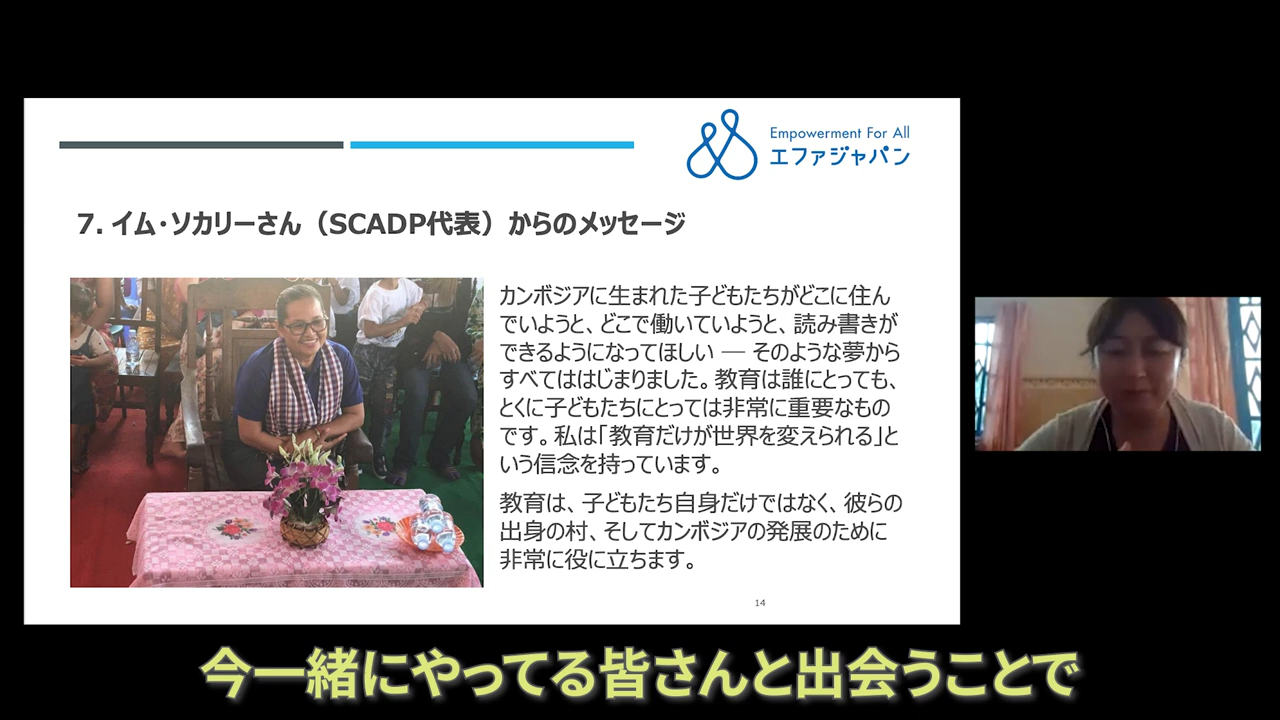 Empowerment For All
エファジャパン
7. イム・ソカリーさん（SCADP代表）からのメッセージ
カンボジアに生まれた子どもたちがどこに住ん
でいようと、どこで働いていようと、読み書きが
できるようになってほしい ― そのような夢から
すべてははじまりました。教育は誰にとっても、
とくに子どもたちにとっては非常に重要なもの
です。私は「教育だけが世界を変えられる」と
いう信念を持っています。
教育は、子どもたち自身だけではなく、彼らの
出身の村、そしてカンボジアの発展のために
非常に役に立ちます。
14
今一緒にやってる皆さんと出会うことで